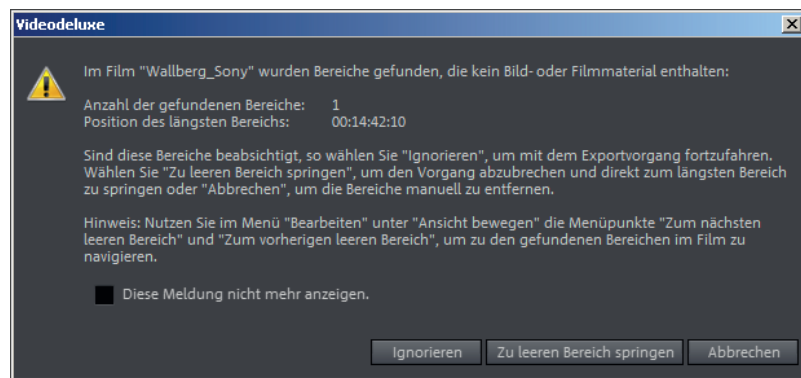 Videodeluxe
Im Film "Wallberg_Sony" wurden Bereiche gefunden, die kein Bild- oder Filmmaterial enthalten:
Anzahl der gefundenen Bereiche: 1
Position des längsten Bereichs: 00:14:42:10
Sind diese Bereiche beabsichtigt, so wählen Sie "Ignorieren", um mit dem Exportvorgang fortzufahren.
Wählen Sie "Zu leeren Bereich springen", um den Vorgang abzubrechen und direkt zum längsten Bereich
zu springen oder "Abbrechen", um die Bereiche manuell zu entfernen.
Hinweis: Nutzen Sie im Menü "Bearbeiten" unter "Ansicht bewegen" die Menüpunkte "Zum nächsten
leeren Bereich" und "Zum vorherigen leeren Bereich", um zu den gefundenen Bereichen im Film zu
navigieren.
Diese Meldung nicht mehr anzeigen.
Ignorieren Zu leeren Bereich springen Abbrechen